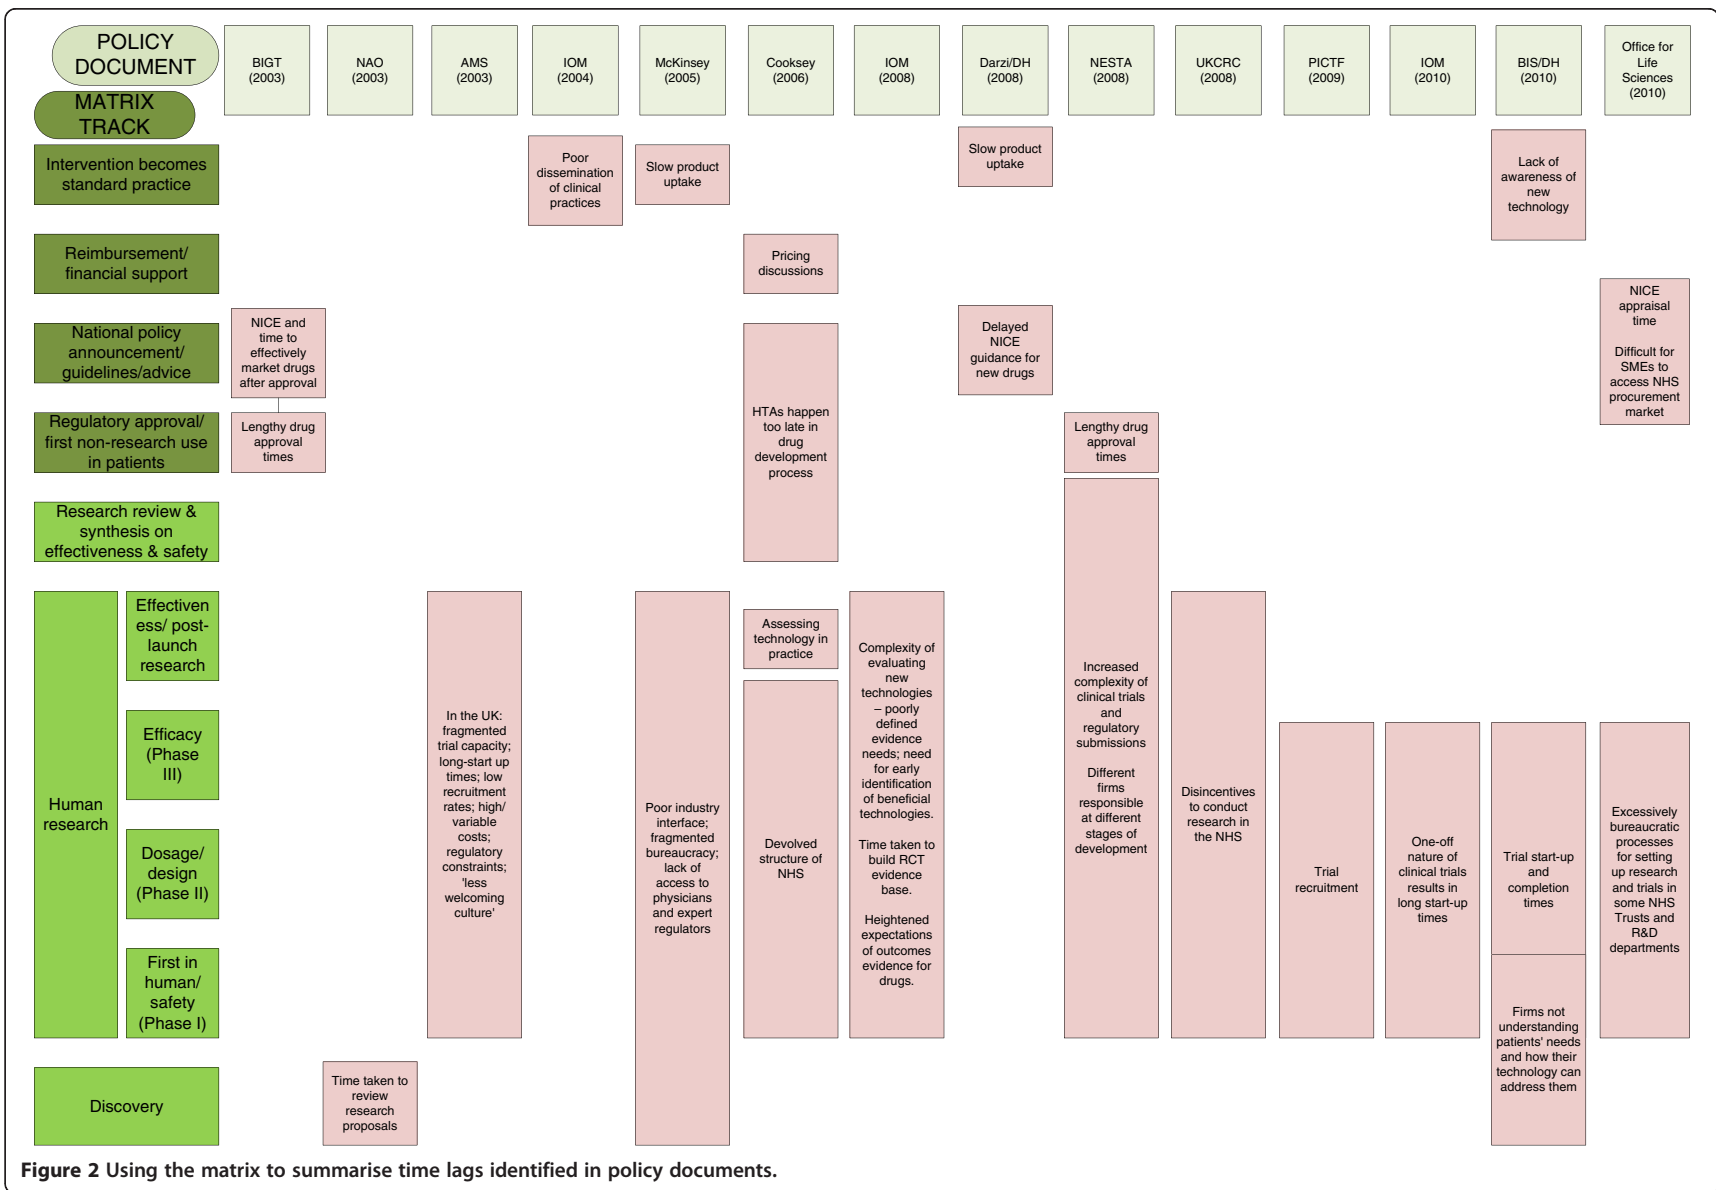 POLICY
DOCUMENT
BIGT
(2003)
NAO
(2003)
AMS
(2003)
IOM
(2004)
McKinsey
(2005)
Cooksey
(2006)
IOM
(2008)
Darzi/DH
(2008)
NESTA
(2008)
UKCRC
(2008)
PICTF
(2009)
IOM
(2010)
BIS/DH
(2010)
Office for
Life
Sciences
(2010)
MATRIX
TRACK
Intervention becomes
standard practice
Poor
dissemination
of clinical
practices
Slow product
uptake
Slow product
uptake
Lack of
awareness of
new
technology
Reimbursement/
financial support
Pricing
discussions
National policy
announcement/
guidelines/advice
NICE and
time to
effectively
market drugs
after approval
Delayed
NICE
guidance for
new drugs
NICE
appraisal
time
Difficult for
SMEs to
access NHS
procurement
market
Regulatory approval/
first non-research use
in patients
Lengthy drug
approval
times
HTAs happen
too late in
drug
development
process
Lengthy drug
approval
times
Research review &
synthesis on
effectiveness & safety
Human
research
Effectiven
ess/ post-
launch
research
Efficacy
(Phase
III)
Dosage/
design
(Phase II)
First in
human/
safety
(Phase I)
In the UK:
fragmented
trial capacity;
long-start up
times; low
recruitment
rates; high/
variable
costs;
regulatory
constraints;
'less
welcoming
culture'
Poor industry
interface;
fragmented
bureaucracy;
lack of
access to
physicians
and expert
regulators
Assessing
technology in
practice
Devolved
structure of
NHS
Complexity of
evaluating
new
technologies
– poorly
defined
evidence
needs; need
for early
identification
of beneficial
technologies.
Time taken to
build RCT
evidence
base.
Heightened
expectations
of outcomes
evidence for
drugs.
Increased
complexity of
clinical trials
and
regulatory
submissions
Different
firms
responsible
at different
stages of
development
Disincentives
to conduct
research in
the NHS
Trial
recruitment
One-off
nature of
clinical trials
results in
long start-up
times
Trial start-up
and
completion
times
Firms not
understanding
patients' needs
and how their
technology can
address them
Excessively
bureaucratic
processes
for setting
up research
and trials in
some NHS
Trusts and
R&D
departments
Discovery
Time taken to
review
research
proposals
Figure 2 Using the matrix to summarise time lags identified in policy documents.